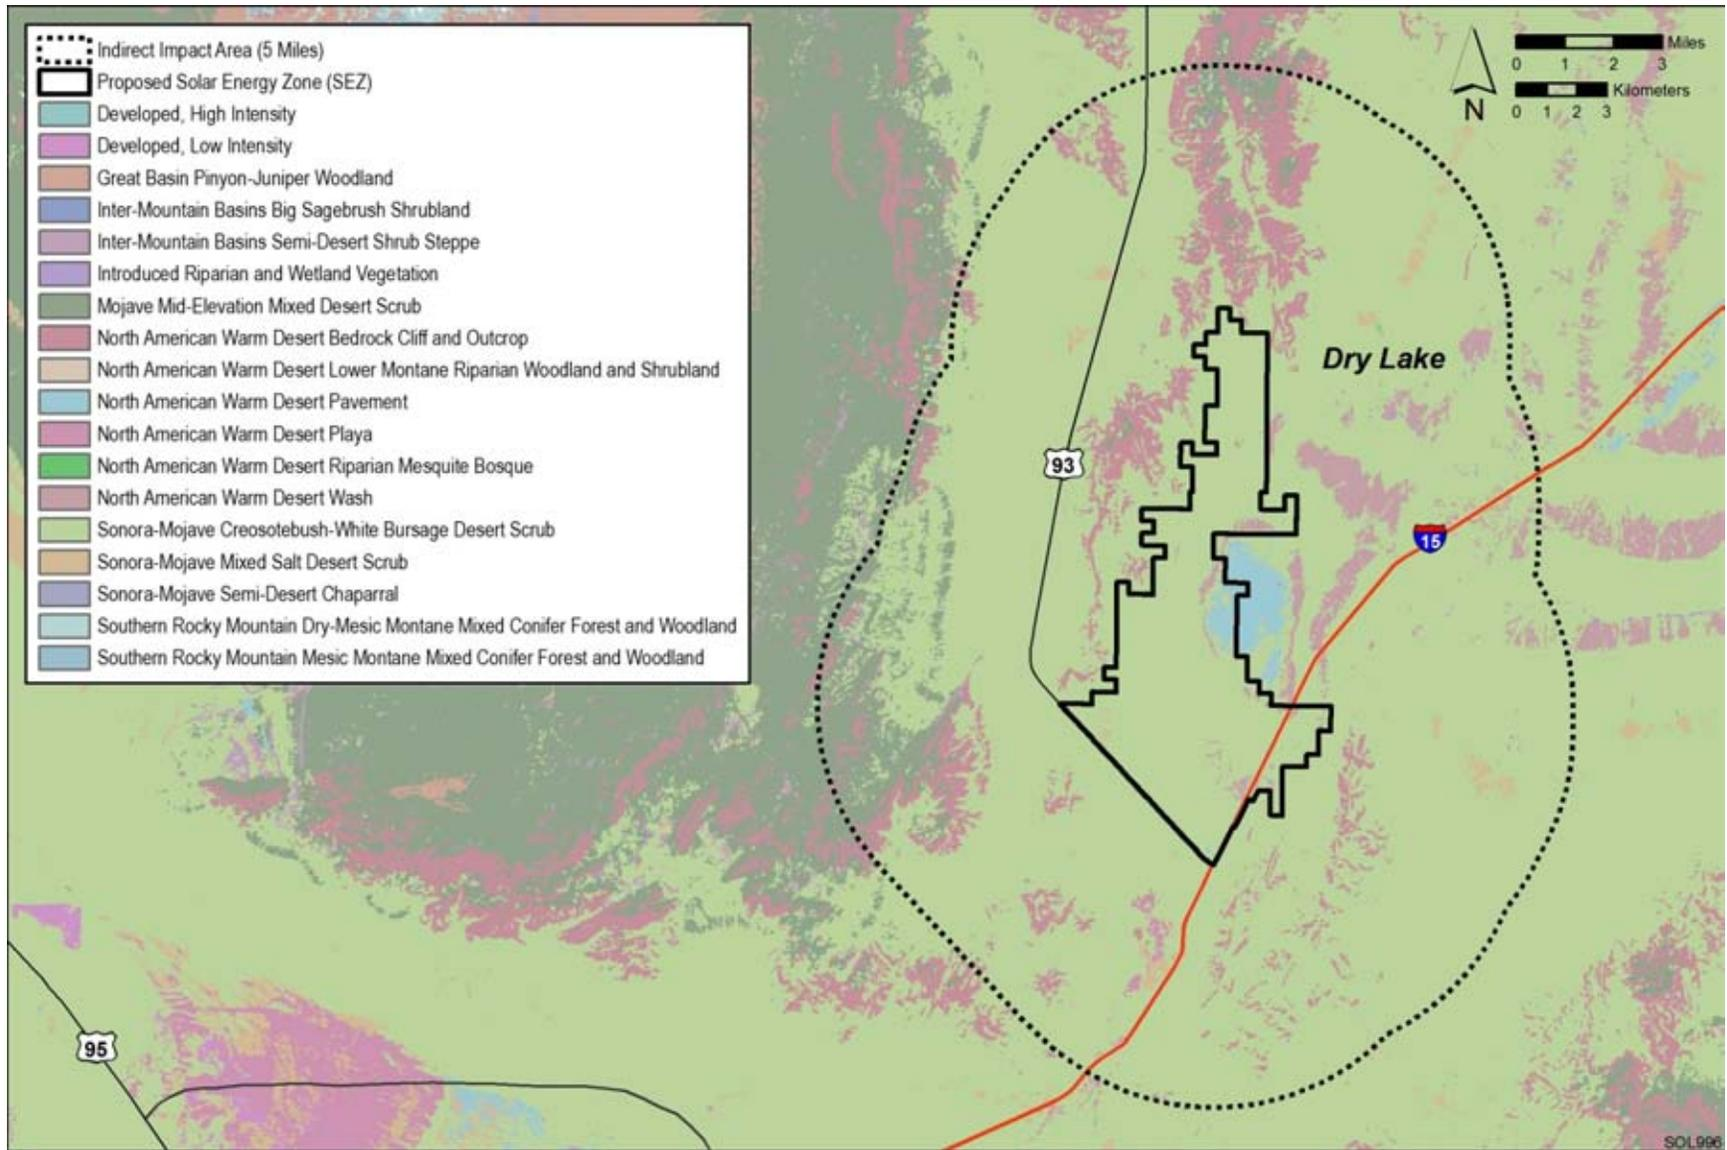 Indirect Impact Area (5 Miles)
Proposed Solar Energy Zone (SEZ)
Developed, High Intensity
Developed, Low Intensity
Great Basin Pinyon-Juniper Woodland
Inter-Mountain Basins Big Sagebrush Shrubland
Inter-Mountain Basins Semi-Desert Shrub Steppe
Introduced Riparian and Wetland Vegetation
Mojave Mid-Elevation Mixed Desert Scrub
North American Warm Desert Bedrock Cliff and Outcrop
North American Warm Desert Lower Montane Riparian Woodland and Shrubland
North American Warm Desert Pavement
North American Warm Desert Playa
North American Warm Desert Riparian Mesquite Bosque
North American Warm Desert Wash
Sonora-Mojave Creosotebush-White Bursage Desert Scrub
Sonora-Mojave Mixed Salt Desert Scrub
Sonora-Mojave Semi-Desert Chaparral
Southern Rocky Mountain Dry-Mesic Montane Mixed Conifer Forest and Woodland
Southern Rocky Mountain Mesic Montane Mixed Conifer Forest and Woodland
N
Miles
0 1 2 3
Kilometers
0 1 2 3
Dry Lake
93
15
95
SOL996